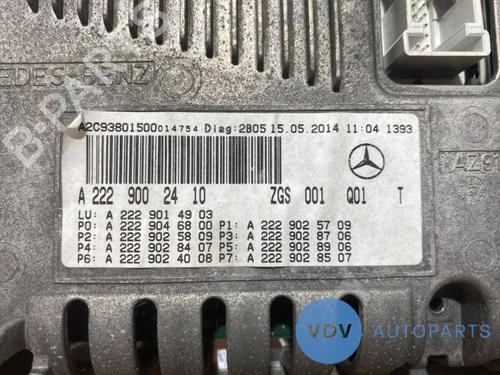 EDES-BENZ
B-PARTS
A2C93801500014754 Diag:2B05 15.05.2014 11:04 1393
A 222 900 24 10 ZGS 001 Q01 T
LU: A 222 901 49 03
P0: A 222 904 68 00 P1: A 222 902 57 09
P2: A 222 902 58 09 P3: A 222 902 87 06
P4: A 222 902 84 07 P5: A 222 902 89 06
P6: A 222 902 40 08 P7: A 222 902 85 07
AZ9
VDV AUTOPARTS